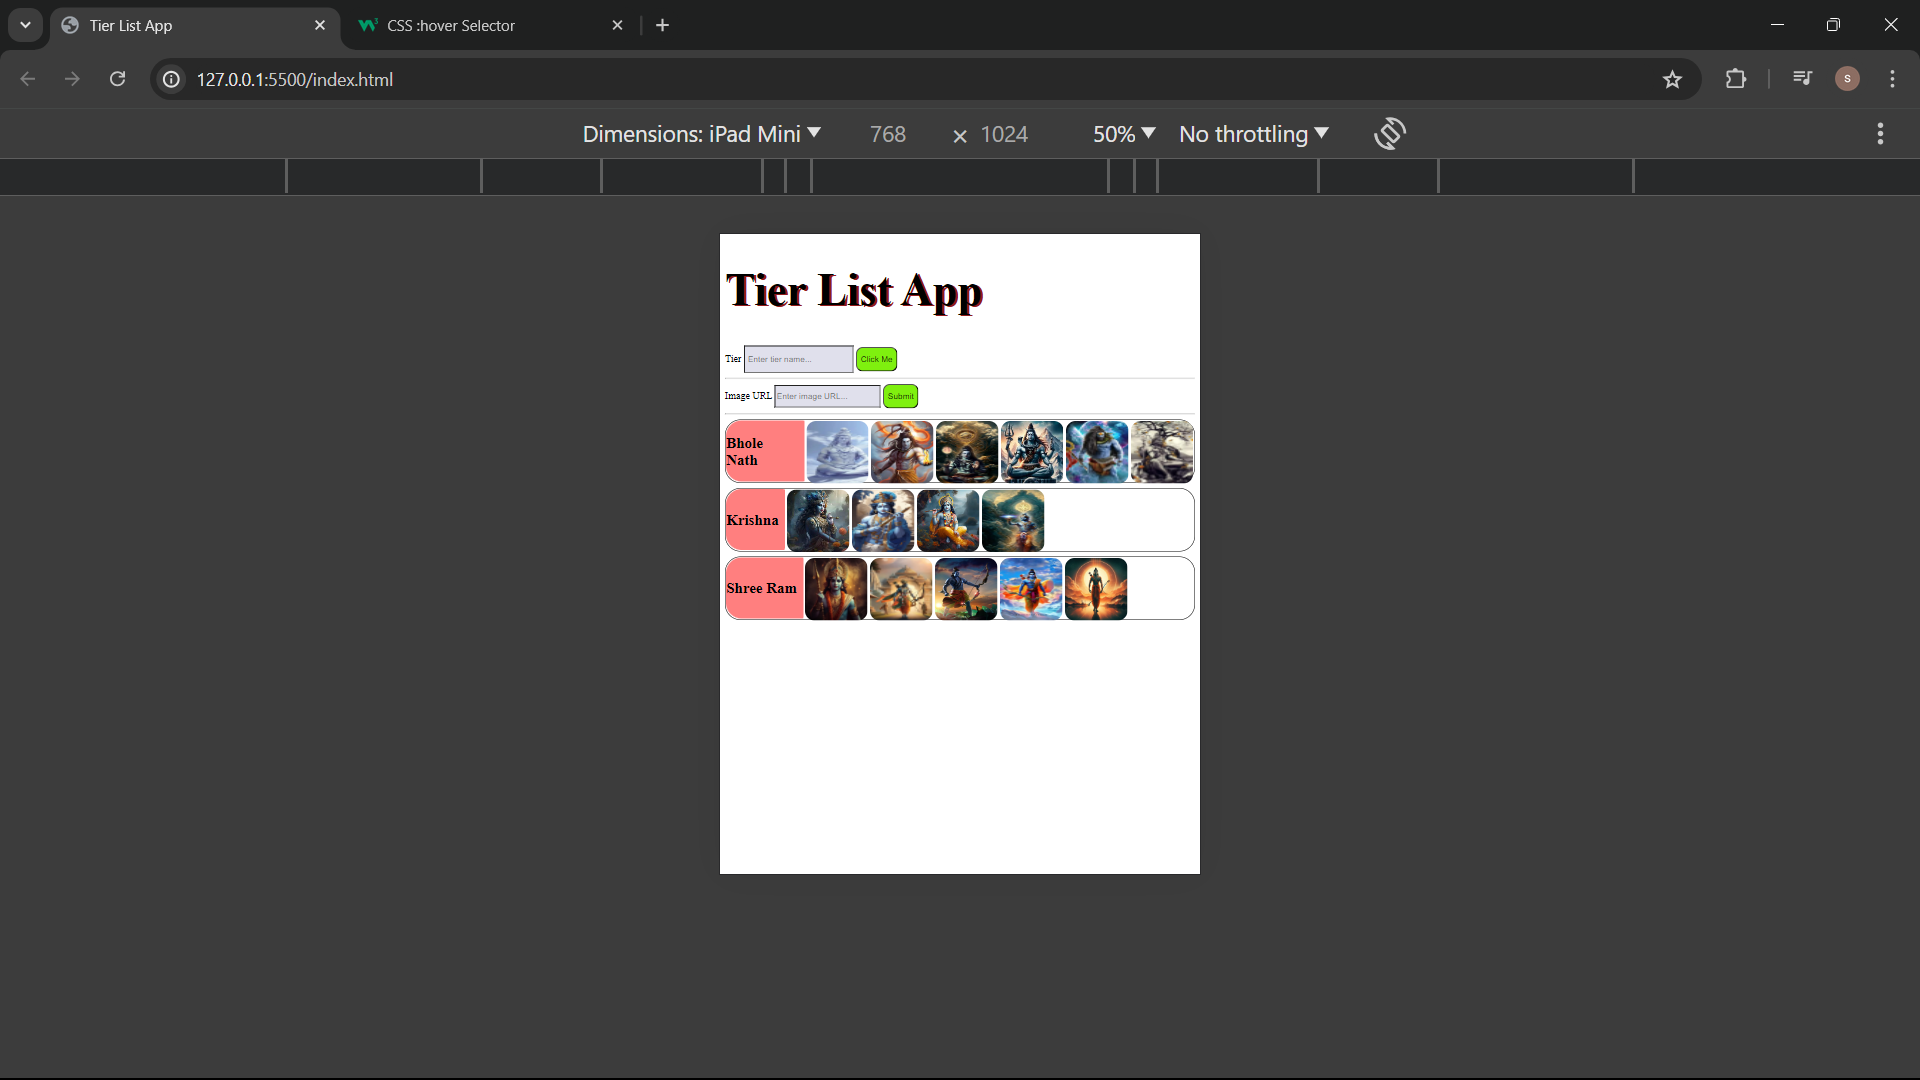 Tier List App
CSS :hover Selector
127.0.0.1:5500/index.html
S
Dimensions: iPad Mini 768 × 1024 50% No throttling
Tier List App
Tier Enter tier name... Click Me
Image URL Enter image URL... Submit
Bhole
Nath
Krishna
Shree Ram